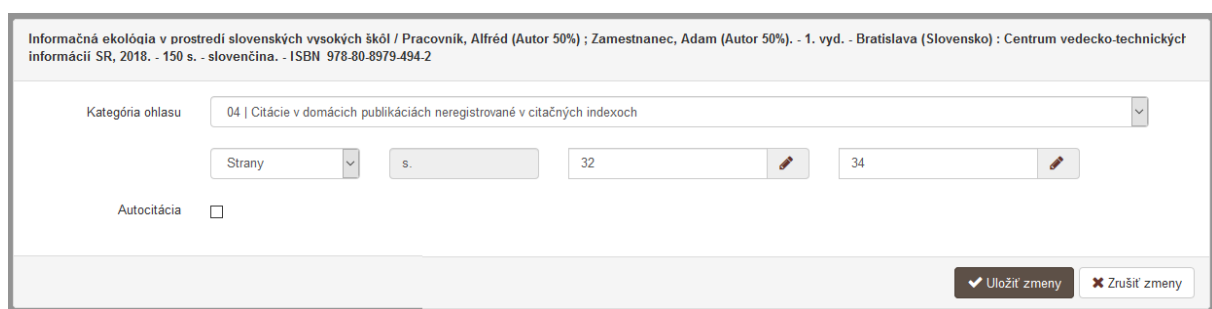 Informačná ekológia v prostredí slovenských vysokých škôl / Pracovník, Alfréd (Autor 50%) ; Zamestnanec, Adam (Autor 50%). - 1. vyd. - Bratislava (Slovensko) : Centrum vedecko-technických
informácií SR, 2018. - 150 s. - slovenčina. - ISBN 978-80-8979-494-2
Kategória ohlasu 04 | Citácie v domácich publikáciách neregistrované v citačných indexoch
Strany s. 32 34
Autocitácia
Uložiť zmeny Zrušiť zmeny